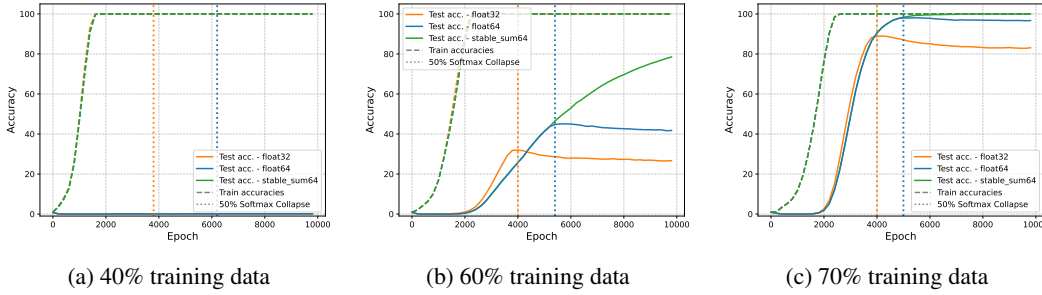 100
80
60
40
20
0
Accuracy
0
2000
4000
6000
8000
10000
Epoch
Test acc. - float32
Test acc. - float64
Test acc. - stable_sum64
Train accuracies
50% Softmax Collapse
(a) 40% training data
100
80
60
40
20
0
Accuracy
0
2000
4000
6000
8000
10000
Epoch
Test acc. - float32
Test acc. - float64
Test acc. - stable_sum64
Train accuracies
50% Softmax Collapse
(b) 60% training data
100
80
60
40
20
0
Accuracy
0
2000
4000
6000
8000
10000
Epoch
Test acc. - float32
Test acc. - float64
Test acc. - stable_sum64
Train accuracies
50% Softmax Collapse
(c) 70% training data